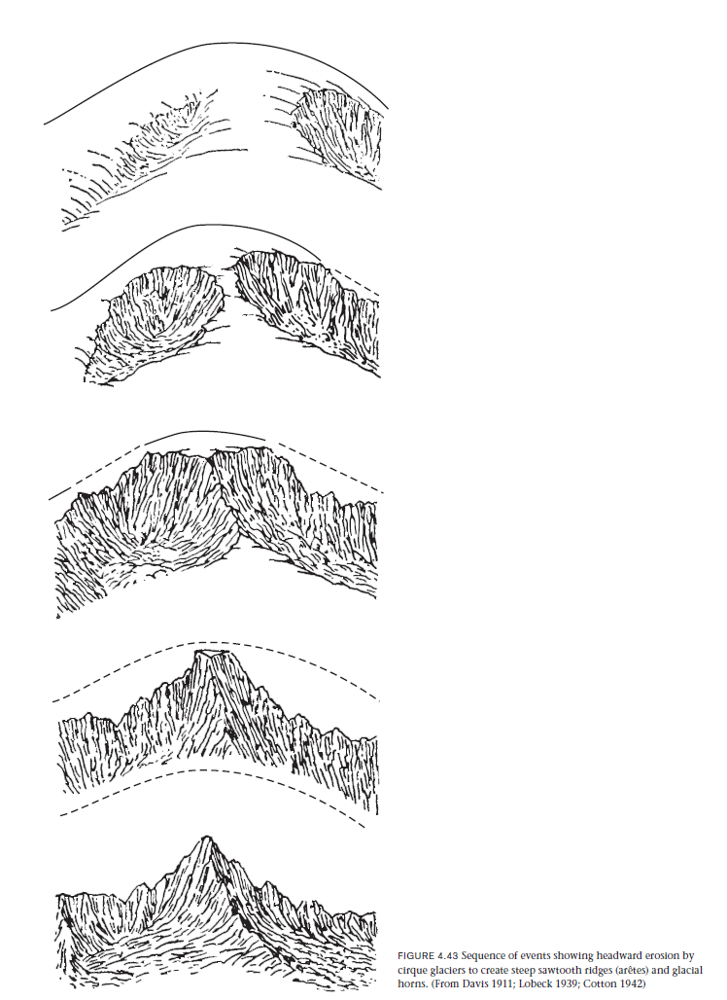 FIGURE 4.43 Sequence of events showing headward erosion by
cirque glaciers to create steep sawtooth ridges (arêtes) and glacial
horns. (From Davis 1911; Lobeck 1939; Cotton 1942)